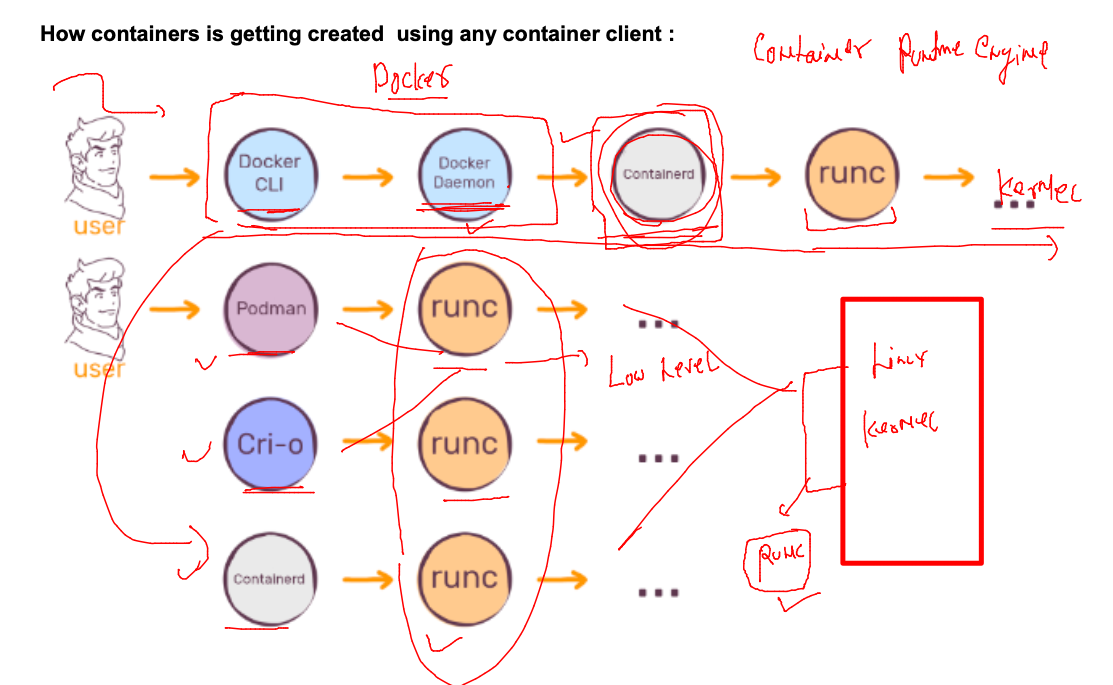 How containers is getting created using any container client :
Container Runtime Engine
Docker
Docker CLI
Docker Daemon
Containerd
runc
Kernel
user
Podman
runc
Low Level
user
Linux
Kernel
Cri-o
runc
RUNC
Containerd
runc